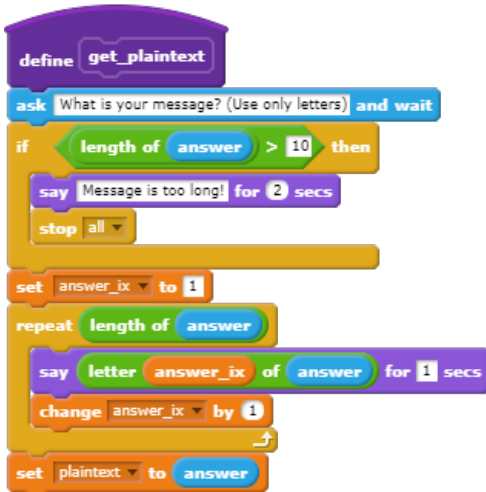 define get_plaintext
ask What is your message? (Use only letters) and wait
if length of answer > 10 then
say Message is too long! for 2 secs
stop all
set answer_ix to 1
repeat length of answer
say letter answer_ix of answer for 1 secs
change answer_ix by 1
set plaintext to answer